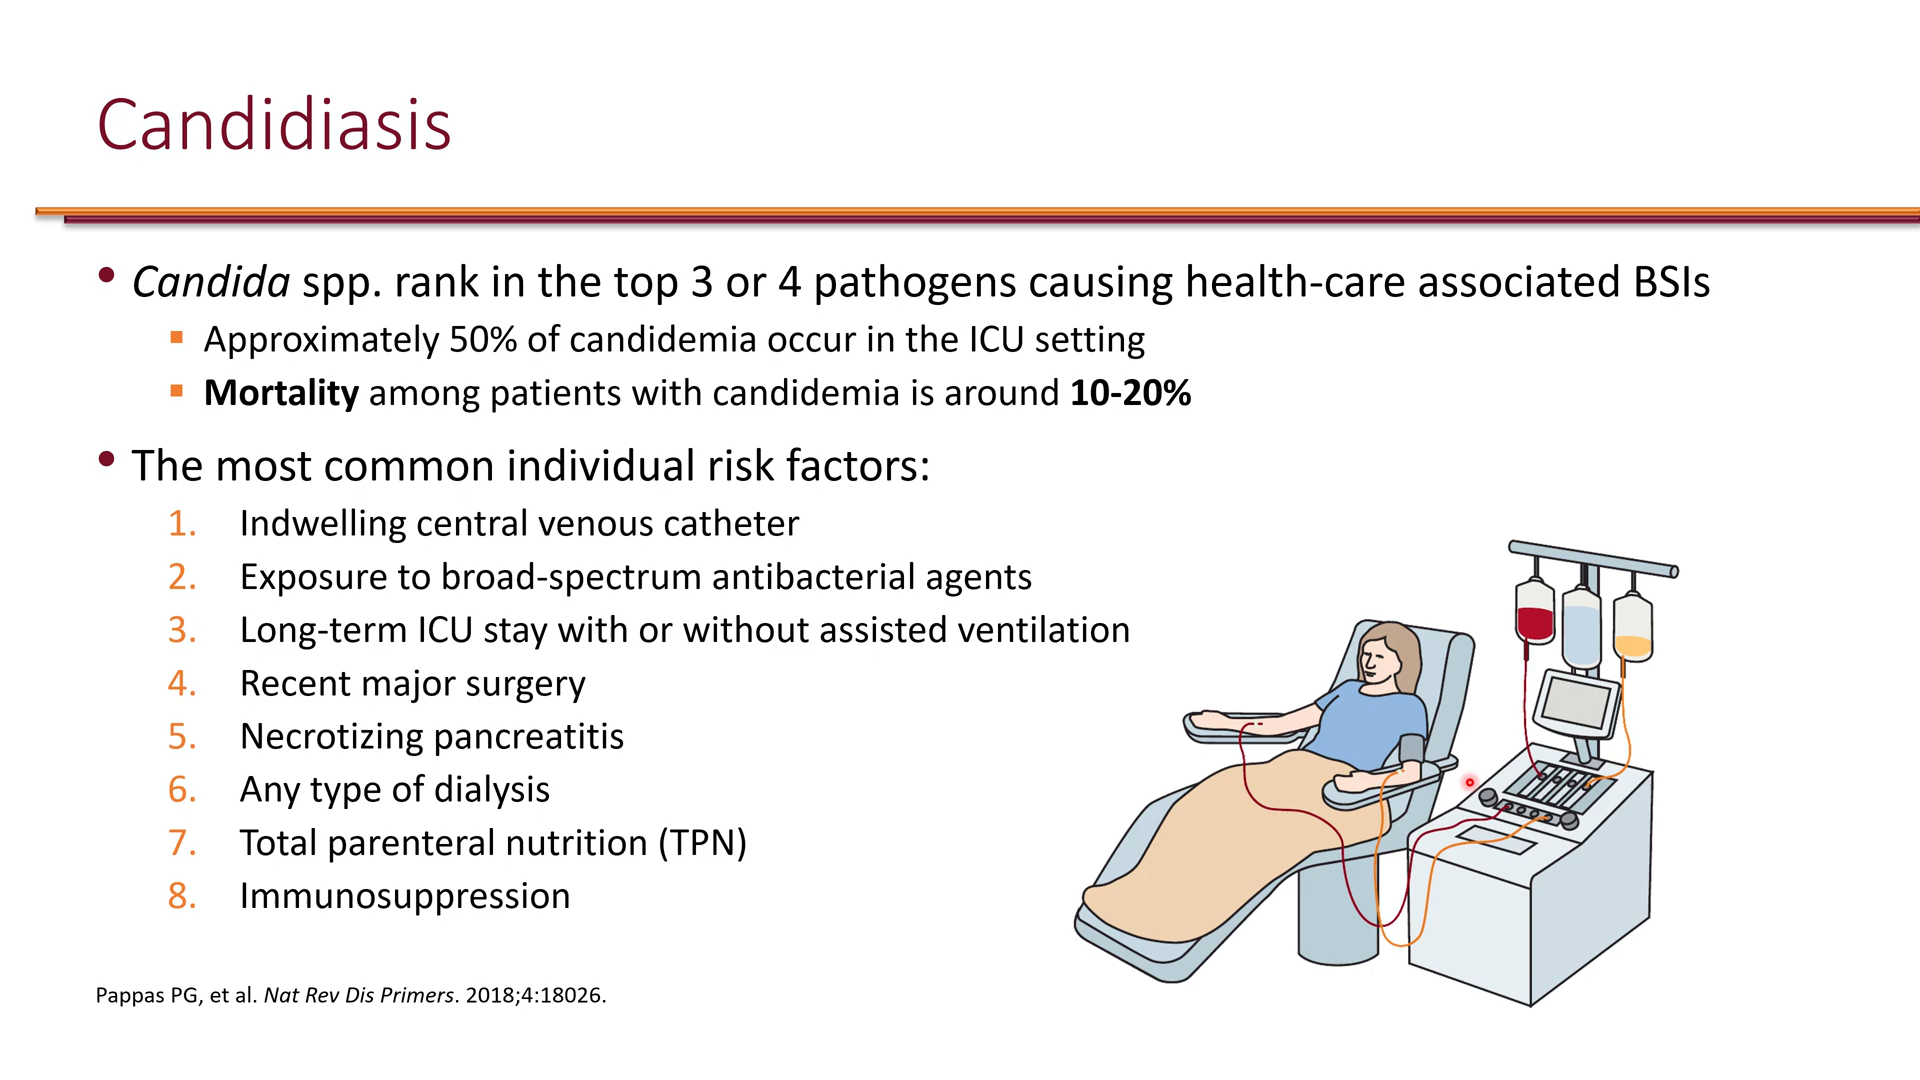 Candidiasis
• Candida spp. rank in the top 3 or 4 pathogens causing health-care associated BSIs
▪ Approximately 50% of candidemia occur in the ICU setting
▪ Mortality among patients with candidemia is around 10-20%
• The most common individual risk factors:
1. Indwelling central venous catheter
2. Exposure to broad-spectrum antibacterial agents
3. Long-term ICU stay with or without assisted ventilation
4. Recent major surgery
5. Necrotizing pancreatitis
6. Any type of dialysis
7. Total parenteral nutrition (TPN)
8. Immunosuppression
Pappas PG, et al. Nat Rev Dis Primers. 2018;4:18026.